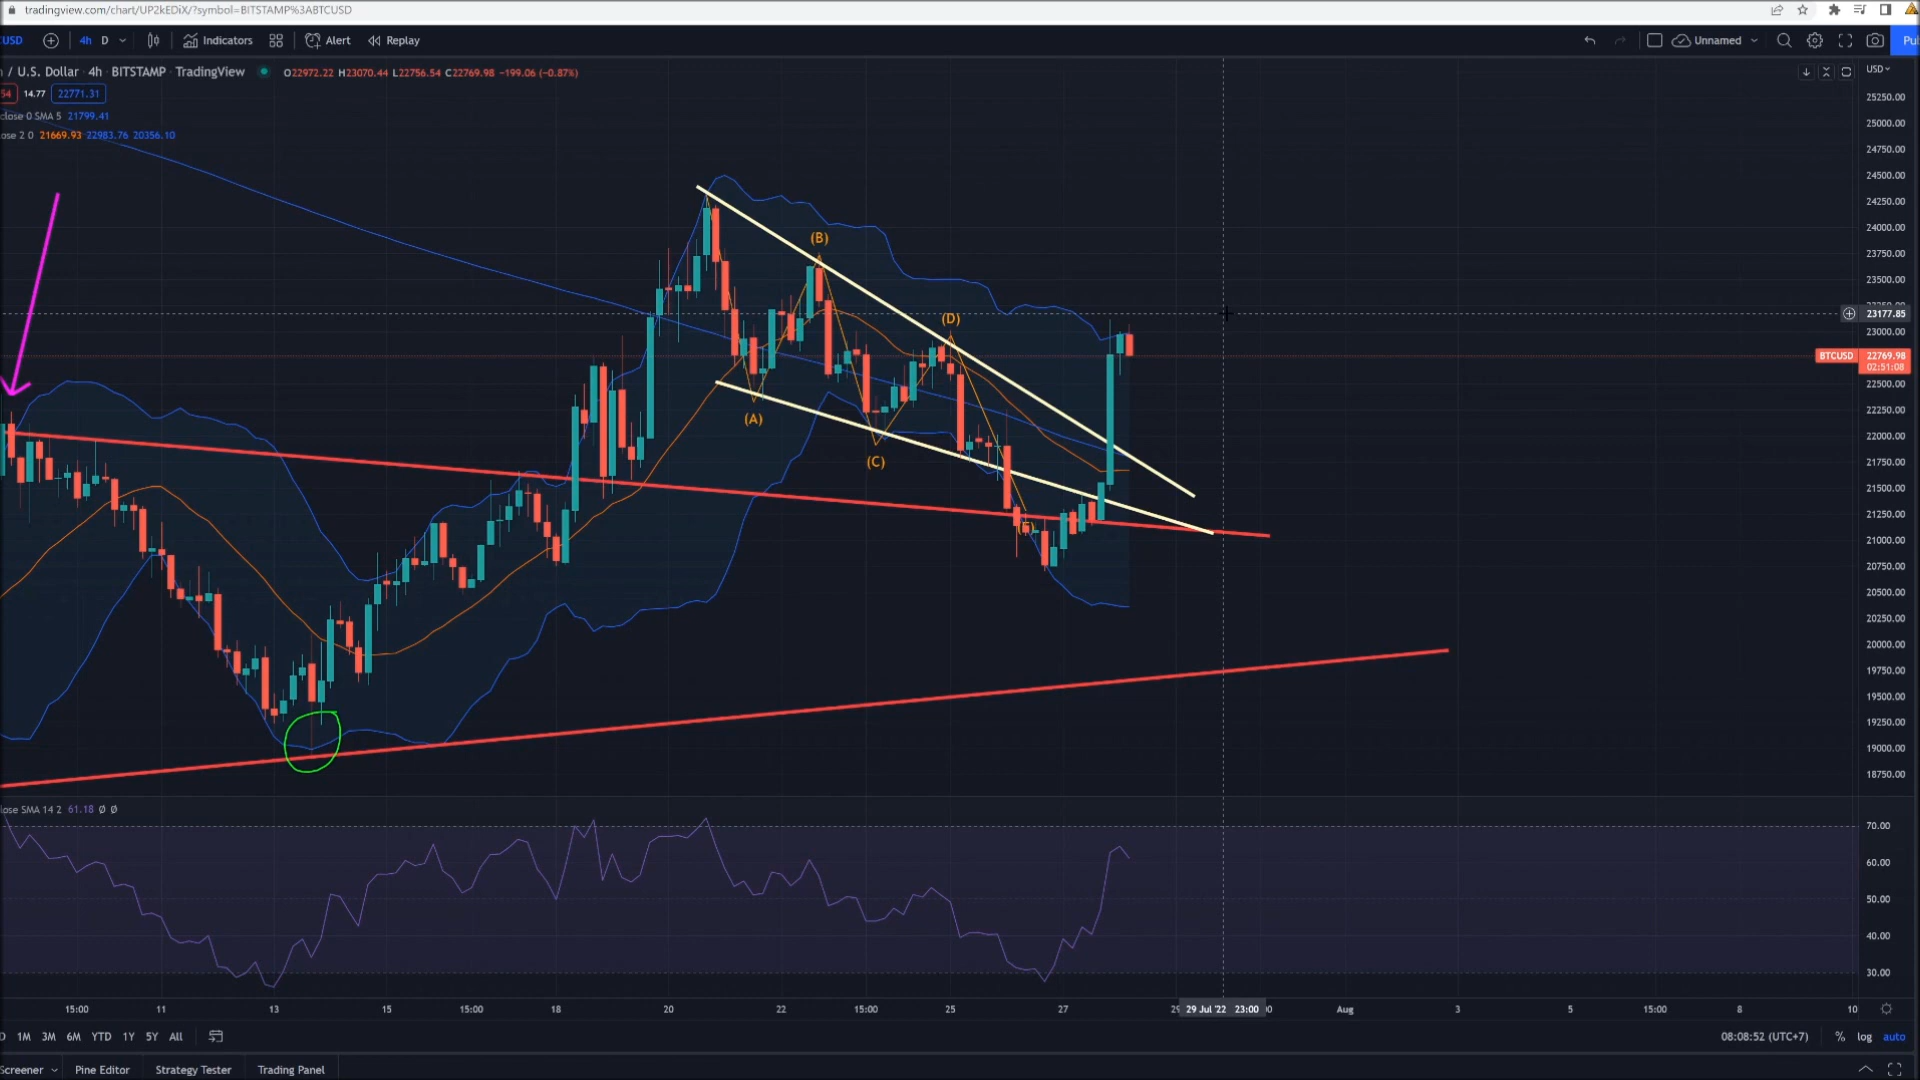 tradingview.com/chart/UP2kEDiX/?symbol=BITSTAMP%3ABTCUSD
USD 4h D Indicators Alert Replay Unnamed Pu
/ U.S. Dollar · 4h · BITSTAMP · TradingView O22972.22 H23070.44 L22756.54 C22769.98 −199.06 (−0.87%) USD
54 14.77 22771.31
close 0 SMA 5 21799.41
ose 2 0 21669.93 22983.76 20356.10
25250.00
25000.00
24750.00
24500.00
24250.00
24000.00
23750.00
23500.00
23177.85
23000.00
BTCUSD 22769.98
02:51:08
22500.00
22250.00
22000.00
21750.00
21500.00
21250.00
21000.00
20750.00
20500.00
20250.00
20000.00
19750.00
19500.00
19250.00
19000.00
18750.00
(B)
(D)
(A)
(C)
lose SMA 14 2 61.18 Ø Ø
70.00
60.00
50.00
40.00
30.00
15:00 11 13 15 15:00 18 20 22 15:00 25 27 29 Jul '22 23:00 Aug 3 5 15:00 8 10
D 1M 3M 6M YTD 1Y 5Y All 08:08:52 (UTC+7) % log auto
Screener Pine Editor Strategy Tester Trading Panel